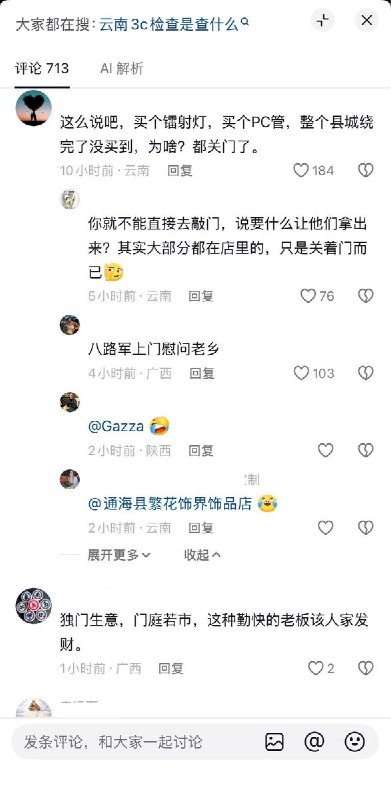 大家都在搜：云南3c检查是查什么
评论 713
AI 解析
这么说吧，买个镭射灯，买个PC管，整个县城绕
完了没买到，为啥？都关门了。
10小时前·云南 回复 184
你就不能直接去敲门，说要什么让他们拿出
来？其实大部分都在店里的，只是关着门而
已
5小时前·云南 回复 76
八路军上门慰问老乡
4小时前·广西 回复 103
@Gazza
2小时前·陕西 回复
@通海县繁花饰界饰品店
2小时前·云南 回复
展开更多 收起
独门生意，门庭若市，这种勤快的老板该人家发
财。
1小时前·广西 回复 2
发条评论，和大家一起讨论